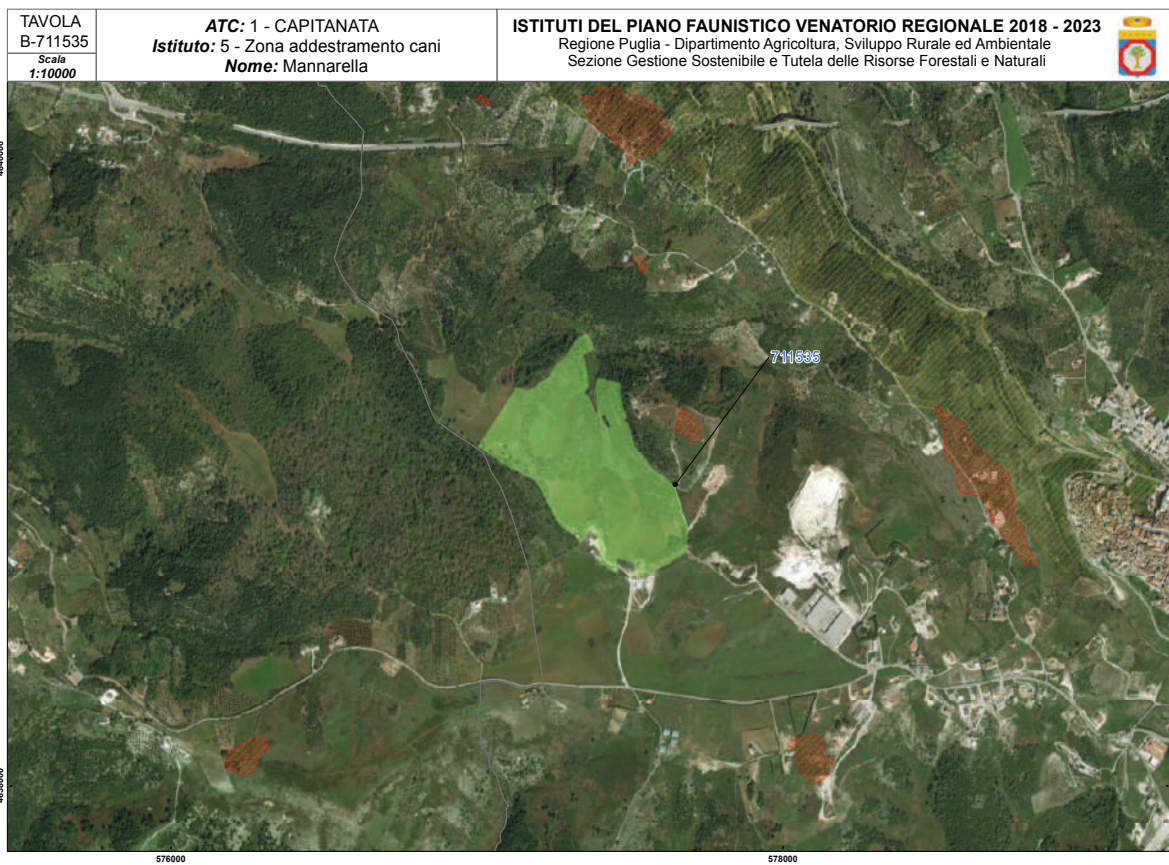 TAVOLA
B-711535
Scala
1:10000
ATC: 1 - CAPITANATA
Istituto: 5 - Zona addestramento cani
Nome: Mannarella
ISTITUTI DEL PIANO FAUNISTICO VENATORIO REGIONALE 2018 - 2023
Regione Puglia - Dipartimento Agricoltura, Sviluppo Rurale ed Ambientale
Sezione Gestione Sostenibile e Tutela delle Risorse Forestali e Naturali
4640000
711535
4638000
576000
578000